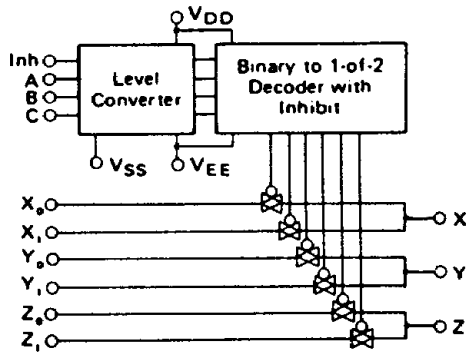 VDD
Inh
A
B
C
Level
Converter
Binary to 1-of-2
Decoder with
Inhibit
VSS
VEE
X0
X1
Y0
Y1
Z0
Z1
X
Y
Z